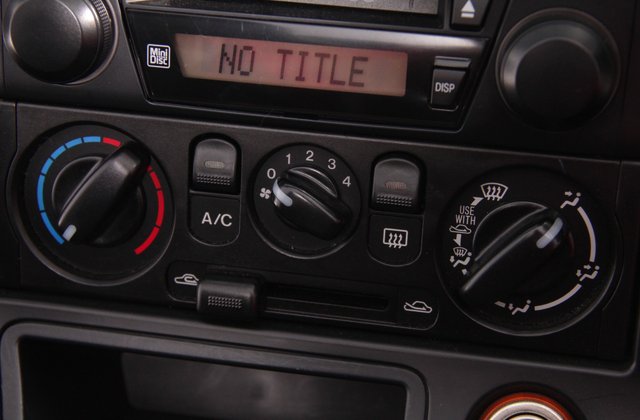 Mini
Disc
NO TITLE
DISP
0 1 2 3 4
A/C
USE
WITH